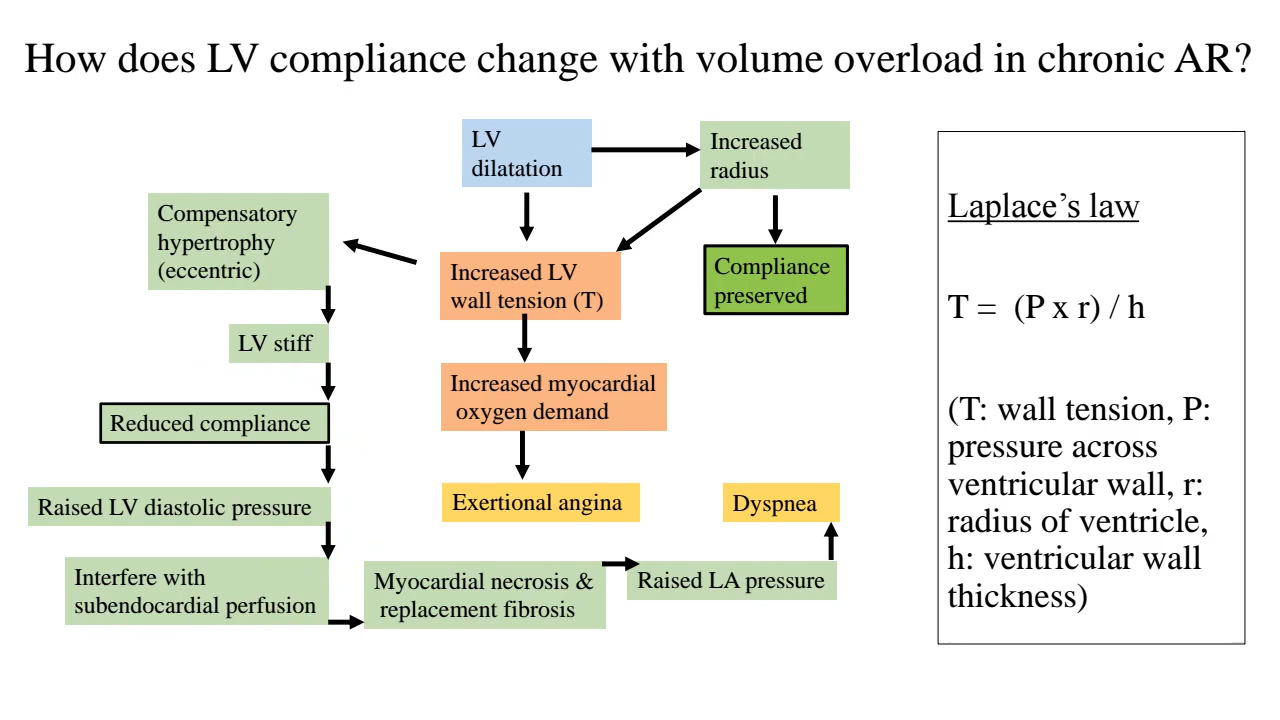 How does LV compliance change with volume overload in chronic AR?
LV
dilatation
Increased
radius
Compensatory
hypertrophy
(eccentric)
Increased LV
wall tension (T)
Compliance
preserved
LV stiff
Increased myocardial
oxygen demand
Reduced compliance
Raised LV diastolic pressure
Exertional angina
Dyspnea
Interfere with
subendocardial perfusion
Myocardial necrosis &
replacement fibrosis
Raised LA pressure
Laplace’s law
T = (P x r) / h
(T: wall tension, P:
pressure across
ventricular wall, r:
radius of ventricle,
h: ventricular wall
thickness)